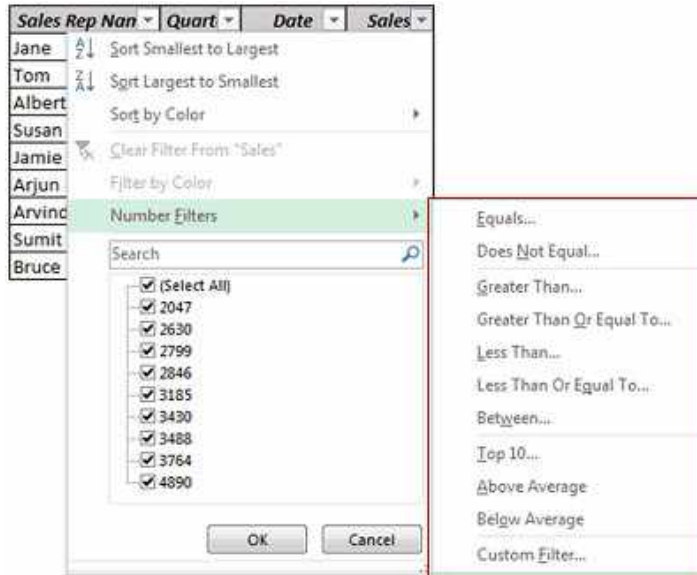 Sales Rep Nan Quart Date Sales
Jane
Tom
Albert
Susan
Jamie
Arjun
Arvind
Sumit
Bruce
Sort Smallest to Largest
Sort Largest to Smallest
Sort by Color
Clear Filter From "Sales"
Filter by Color
Number Filters
Search
(Select All)
2047
2630
2799
2846
3185
3430
3488
3764
4890
OK Cancel
Equals...
Does Not Equal...
Greater Than...
Greater Than Or Equal To...
Less Than...
Less Than Or Equal To...
Between...
Top 10...
Above Average
Below Average
Custom Filter...